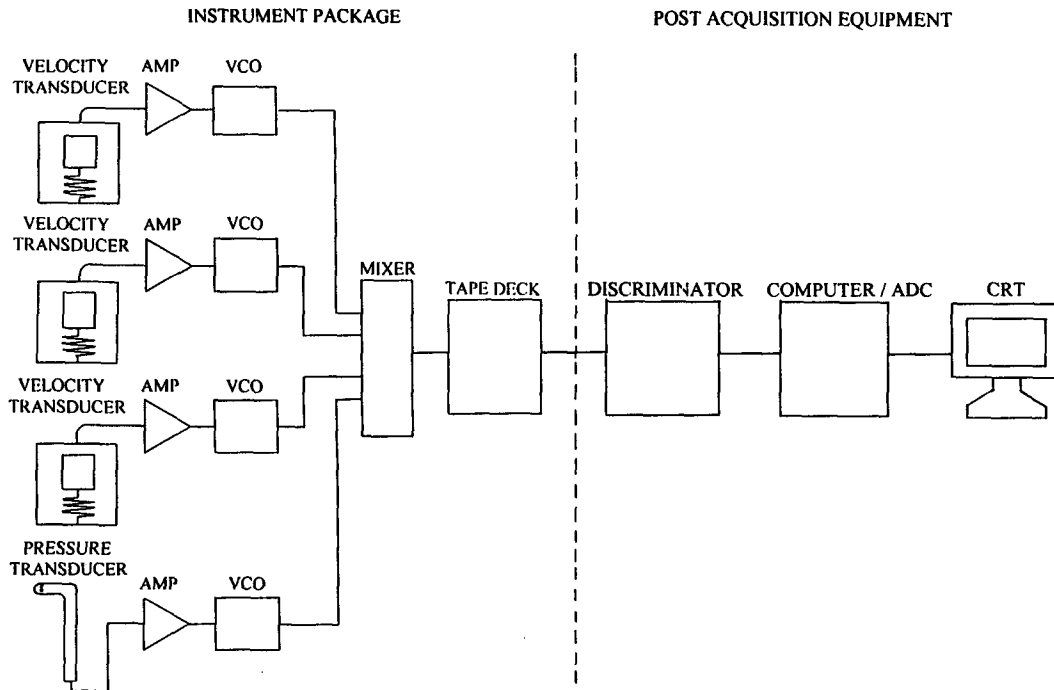 INSTRUMENT PACKAGE
POST ACQUISITION EQUIPMENT
VELOCITY
TRANSDUCER
AMP
VCO
VELOCITY
TRANSDUCER
AMP
VCO
MIXER
TAPE DECK
DISCRIMINATOR
COMPUTER / ADC
CRT
VELOCITY
TRANSDUCER
AMP
VCO
PRESSURE
TRANSDUCER
AMP
VCO